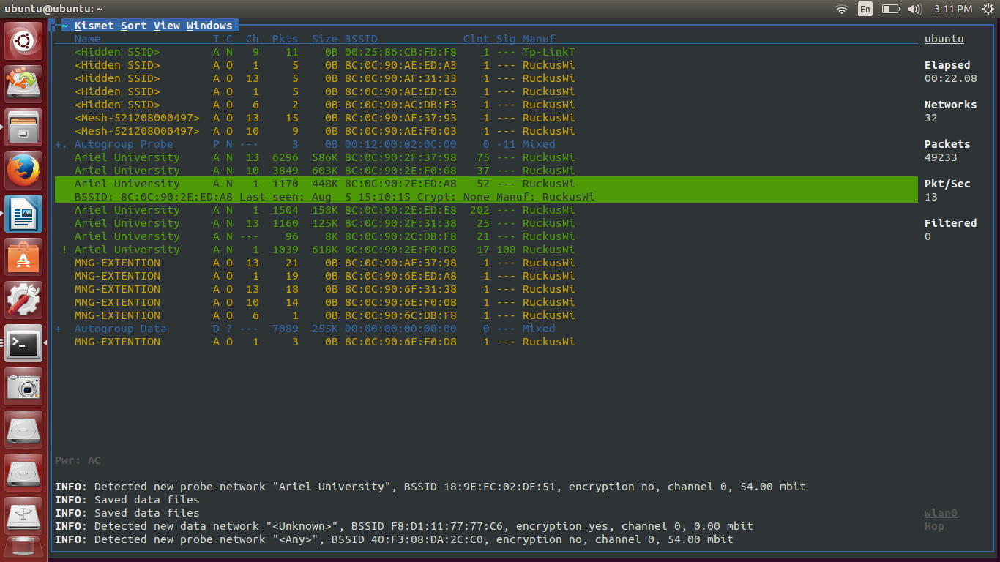 ubuntu@ubuntu: ~ En 3:11 PM
~ Kismet Sort View Windows
Name T C Ch Pkts Size BSSID Clnt Sig Manuf ubuntu
<Hidden SSID> A N 9 11 0B 00:25:86:CB:FD:F8 1 --- Tp-LinkT
<Hidden SSID> A O 1 5 0B 8C:0C:90:AE:ED:A3 1 --- RuckusWi Elapsed
<Hidden SSID> A O 13 5 0B 8C:0C:90:AF:31:33 1 --- RuckusWi 00:22.08
<Hidden SSID> A O 1 5 0B 8C:0C:90:AE:ED:E3 1 --- RuckusWi
<Hidden SSID> A O 6 2 0B 8C:0C:90:AC:DB:F3 1 --- RuckusWi Networks
<Mesh-521208000497> A O 13 15 0B 8C:0C:90:AF:37:93 1 --- RuckusWi 32
<Mesh-521208000497> A O 10 9 0B 8C:0C:90:AE:F0:03 1 --- RuckusWi
+. Autogroup Probe P N --- 3 0B 00:12:00:02:0C:00 0 -11 Mixed Packets
Ariel University A N 13 6296 586K 8C:0C:90:2F:37:98 75 --- RuckusWi 49233
Ariel University A N 10 3849 603K 8C:0C:90:2E:F0:08 37 --- RuckusWi
Ariel University A N 1 1170 448K 8C:0C:90:2E:ED:A8 52 --- RuckusWi Pkt/Sec
BSSID: 8C:0C:90:2E:ED:A8 Last seen: Aug  5 15:10:15 Crypt: None Manuf: RuckusWi 13
Ariel University A N 1 1504 158K 8C:0C:90:2E:ED:E8 202 --- RuckusWi
Ariel University A N 13 1160 125K 8C:0C:90:2F:31:38 25 --- RuckusWi Filtered
Ariel University A N --- 96 8K 8C:0C:90:2C:DB:F8 21 --- RuckusWi 0
! Ariel University A N 1 1039 618K 8C:0C:90:2E:F0:D8 17 108 RuckusWi
MNG-EXTENTION A O 13 21 0B 8C:0C:90:AF:37:98 1 --- RuckusWi
MNG-EXTENTION A O 1 19 0B 8C:0C:90:6E:ED:A8 1 --- RuckusWi
MNG-EXTENTION A O 13 18 0B 8C:0C:90:6F:31:38 1 --- RuckusWi
MNG-EXTENTION A O 10 14 0B 8C:0C:90:6E:F0:08 1 --- RuckusWi
MNG-EXTENTION A O 6 1 0B 8C:0C:90:6C:DB:F8 1 --- RuckusWi
+ Autogroup Data D ? --- 7089 255K 00:00:00:00:00:00 0 --- Mixed
MNG-EXTENTION A O 1 3 0B 8C:0C:90:6E:F0:D8 1 --- RuckusWi
Pwr: AC
INFO: Detected new probe network "Ariel University", BSSID 18:9E:FC:02:DF:51, encryption no, channel 0, 54.00 mbit
INFO: Saved data files
INFO: Saved data files wlan0
INFO: Detected new data network "<Unknown>", BSSID F8:D1:11:77:77:C6, encryption yes, channel 0, 0.00 mbit Hop
INFO: Detected new probe network "<Any>", BSSID 40:F3:08:DA:2C:C0, encryption no, channel 0, 54.00 mbit